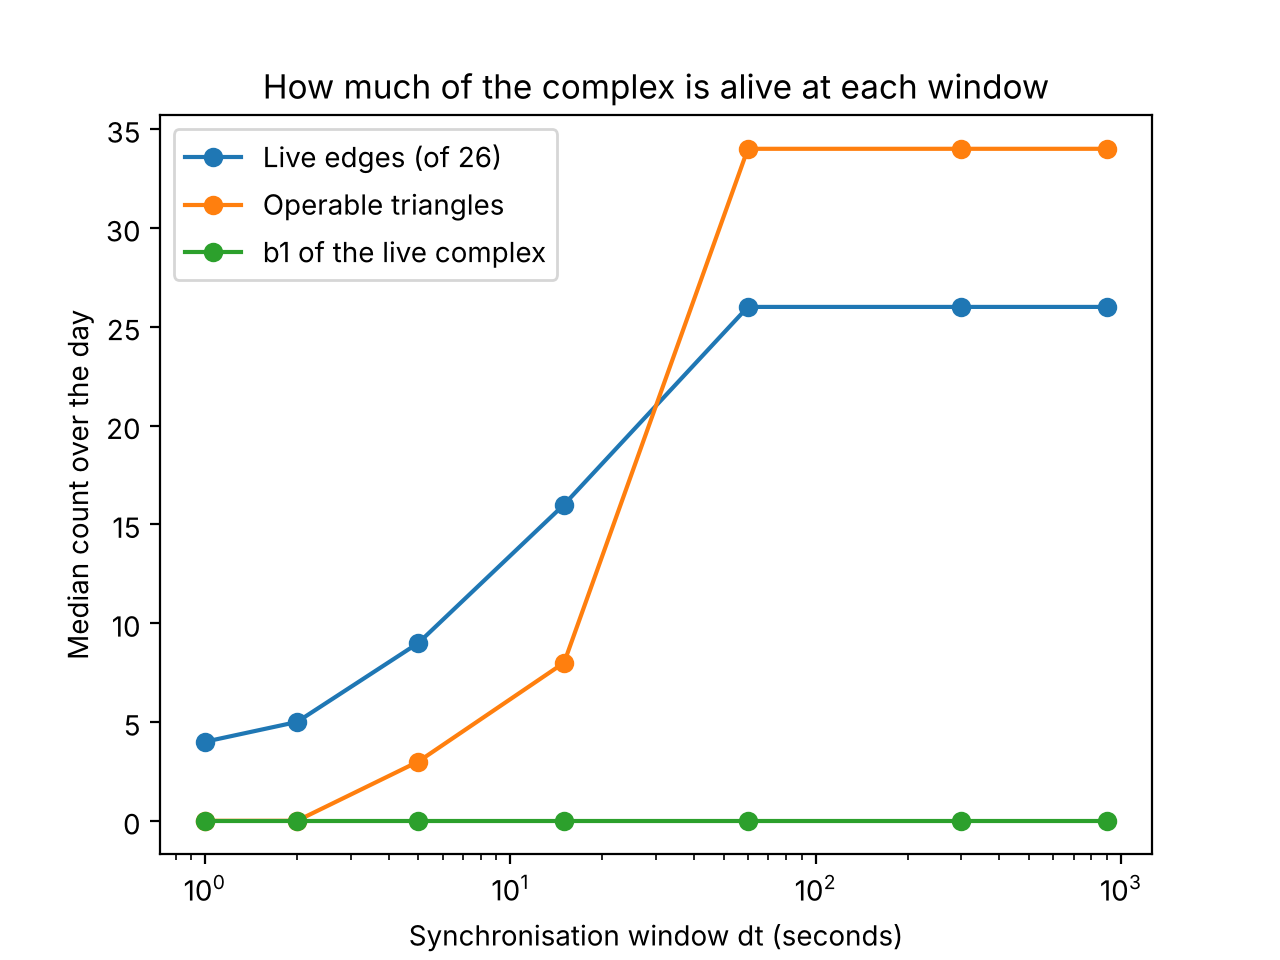 How much of the complex is alive at each window
Live edges (of 26)
Operable triangles
b1 of the live complex
Median count over the day
35
30
25
20
15
10
5
0
10⁰
10¹
10²
10³
Synchronisation window dt (seconds)